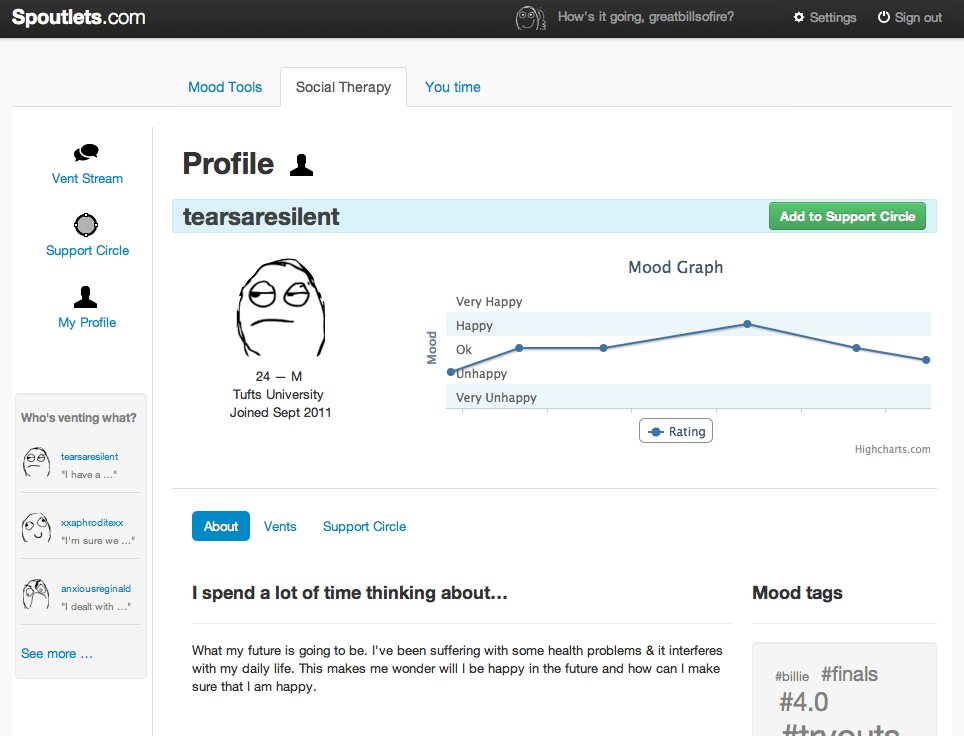 Spoutlets.com
How's it going, greatbillsofire?
Settings
Sign out
Mood Tools
Social Therapy
You time
Vent Stream
Support Circle
My Profile
Who's venting what?
tearsaresilent
"I have a ..."
xxaphroditexx
"I'm sure we ..."
anxiousreginald
"I dealt with ..."
See more ...
Profile
tearsaresilent
Add to Support Circle
24 — M
Tufts University
Joined Sept 2011
Mood Graph
Mood
Very Happy
Happy
Ok
Unhappy
Very Unhappy
Rating
Highcharts.com
About
Vents
Support Circle
I spend a lot of time thinking about...
What my future is going to be. I've been suffering with some health problems & it interferes
with my daily life. This makes me wonder will I be happy in the future and how can I make
sure that I am happy.
Mood tags
#billie #finals
#4.0
#tryouts